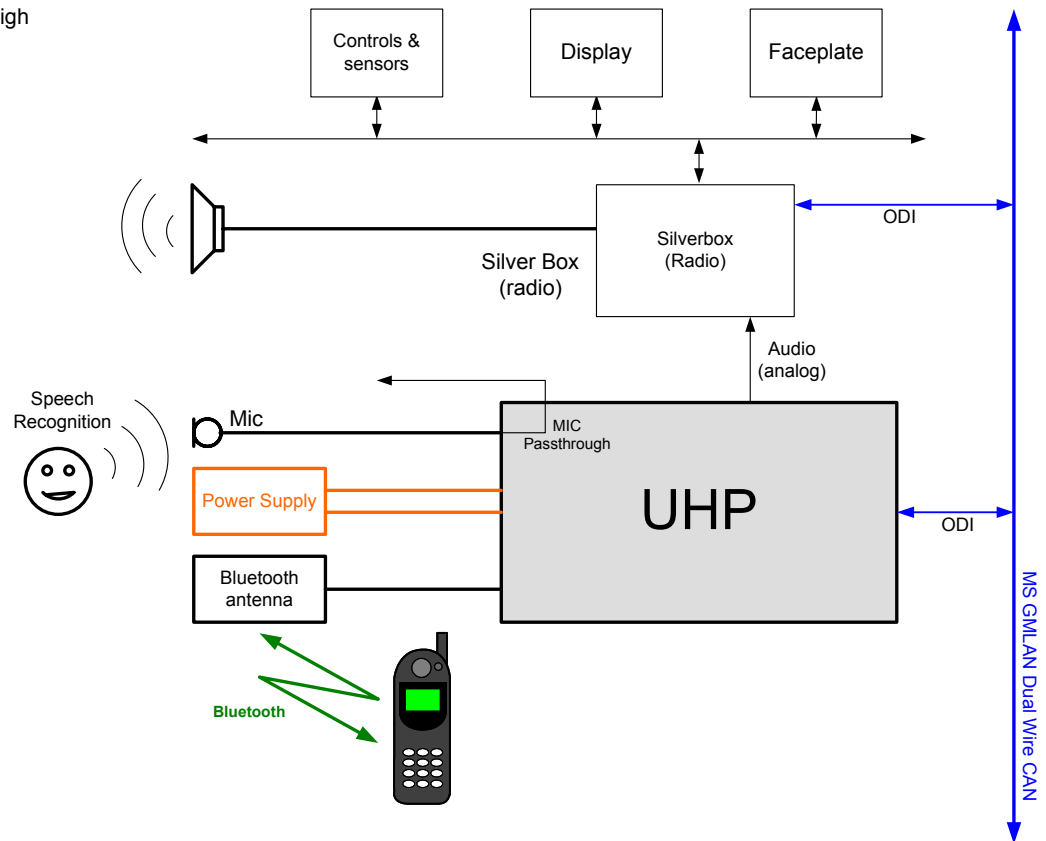 igh
Controls &
sensors
Display
Faceplate
ODI
Silverbox
(Radio)
Silver Box
(radio)
Audio
(analog)
Speech
Recognition
Mic
MIC
Passthrough
Power Supply
UHP
ODI
Bluetooth
antenna
Bluetooth
MS GMLAN Dual Wire CAN